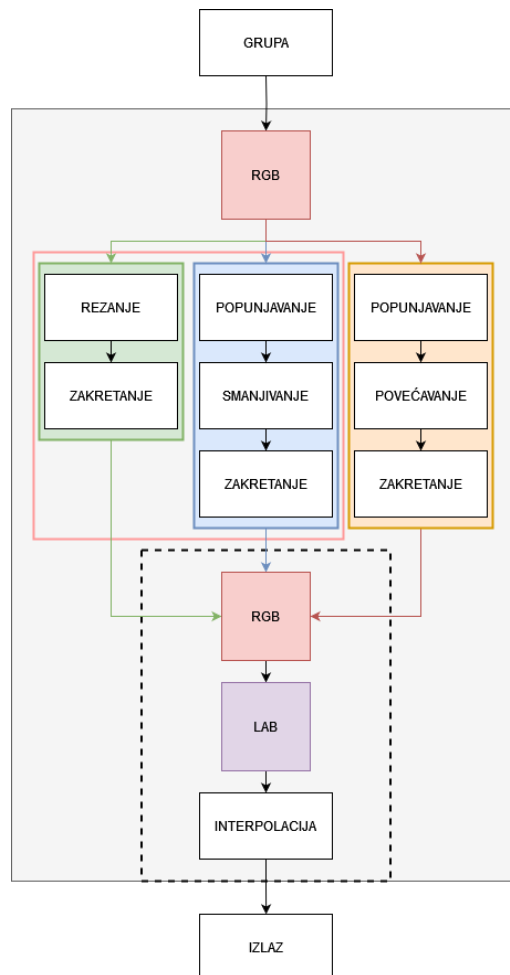 GRUPA
RGB
REZANJE
ZAKRETANJE
POPUNJAVANJE
SMANJIVANJE
ZAKRETANJE
POPUNJAVANJE
POVEĆAVANJE
ZAKRETANJE
RGB
LAB
INTERPOLACIJA
IZLAZ